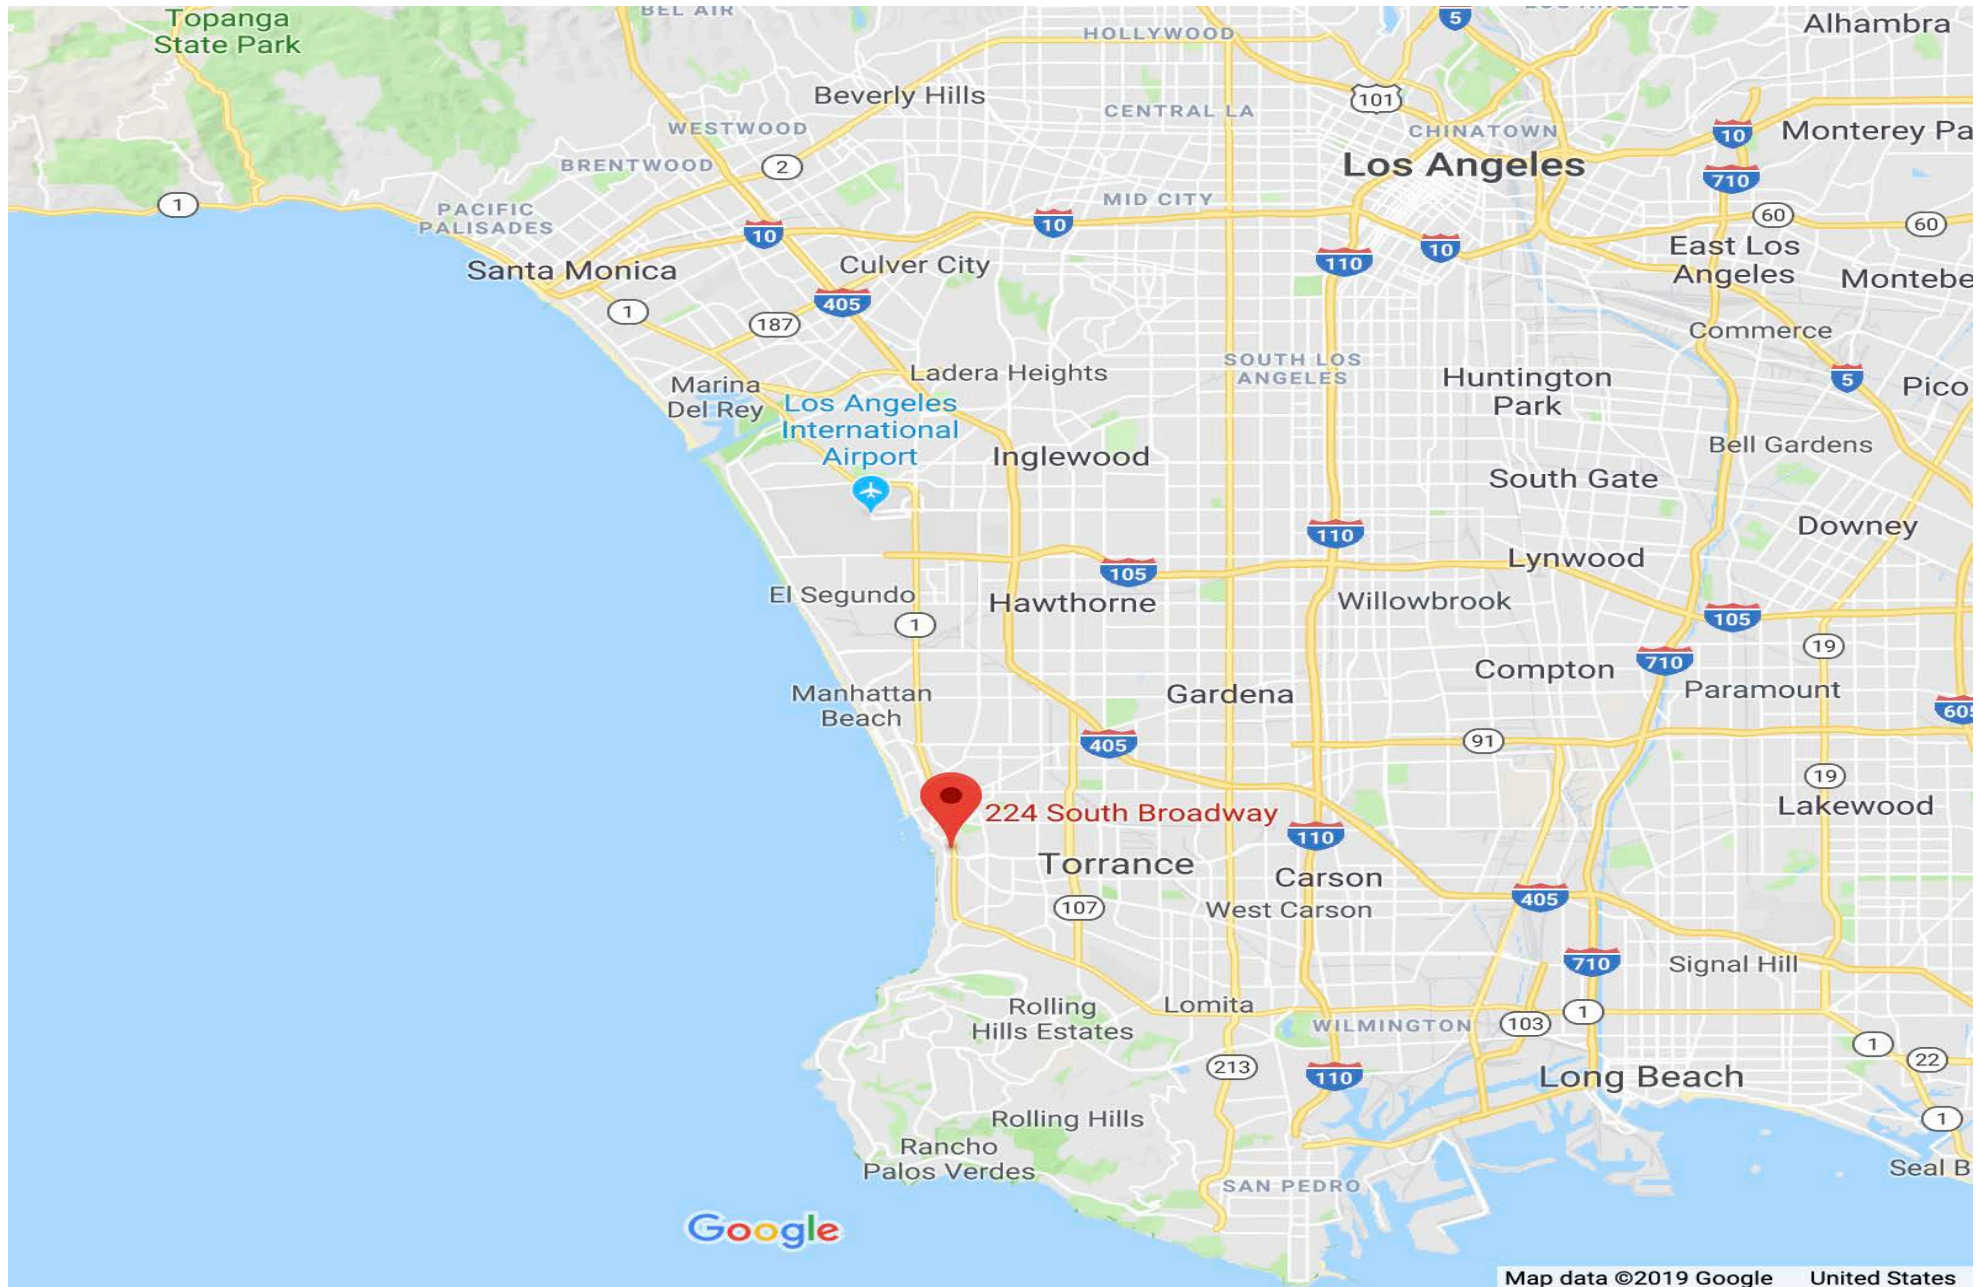 BEL AIR
Topanga
State Park
HOLLYWOOD
5
Alhambra
Beverly Hills
101
CENTRAL LA
WESTWOOD
CHINATOWN
10
Monterey Pa
BRENTWOOD
2
Los Angeles
710
1
PACIFIC
PALISADES
MID CITY
10
10
60
60
110
10
East Los
Angeles
Santa Monica
Culver City
Montebe
405
1
187
Commerce
SOUTH LOS
ANGELES
Ladera Heights
Huntington
Park
5
Pico
Marina
Del Rey
Los Angeles
International
Airport
Inglewood
Bell Gardens
South Gate
Downey
110
105
Lynwood
El Segundo
Hawthorne
Willowbrook
1
105
19
Compton
710
Paramount
Manhattan
Beach
Gardena
605
405
91
19
224 South Broadway
Lakewood
110
Torrance
Carson
405
107
West Carson
710
Signal Hill
Rolling
Hills Estates
Lomita
WILMINGTON
103
1
1
22
213
110
Long Beach
Rolling Hills
1
Rancho
Palos Verdes
Seal B
SAN PEDRO
Google
Map data ©2019 Google United States